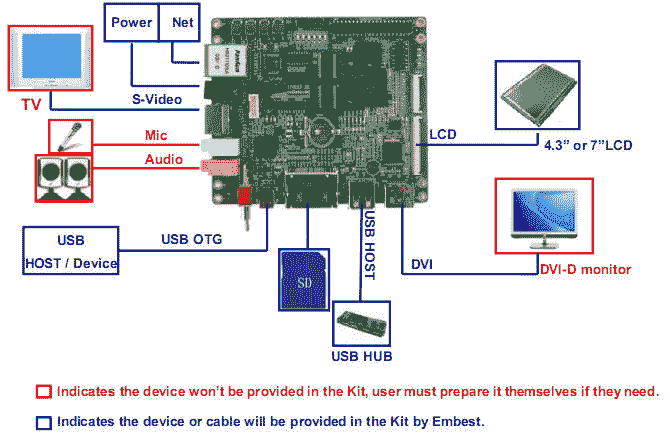 Power Net
TV
S-Video
Mic
Audio
LCD
4.3” or 7”LCD
USB
HOST / Device
USB OTG
SD
USB HOST
USB HUB
DVI
DVI-D monitor
Indicates the device won’t be provided in the Kit, user must prepare it themselves if they need.
Indicates the device or cable will be provided in the Kit by Embest.